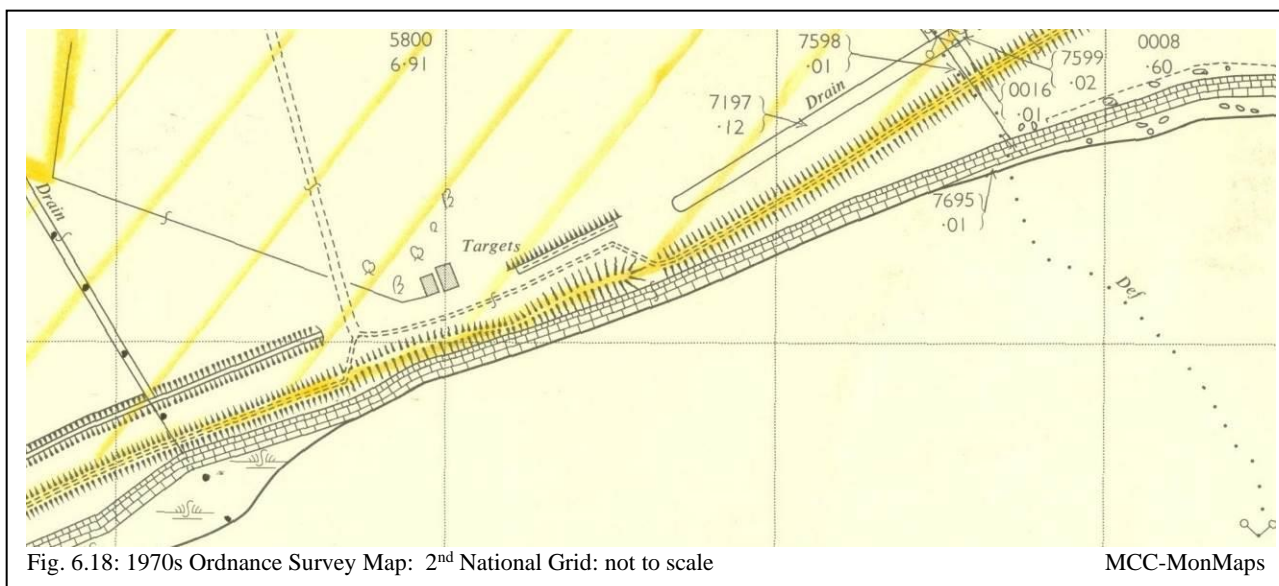 5800
6·91
7598
·01
7599
·02
0008
·60
0016
·01
7197
·12
Drain
Drain
Targets
7695
·01
Def
Fig. 6.18: 1970s Ordnance Survey Map: 2nd National Grid: not to scale
MCC-MonMaps